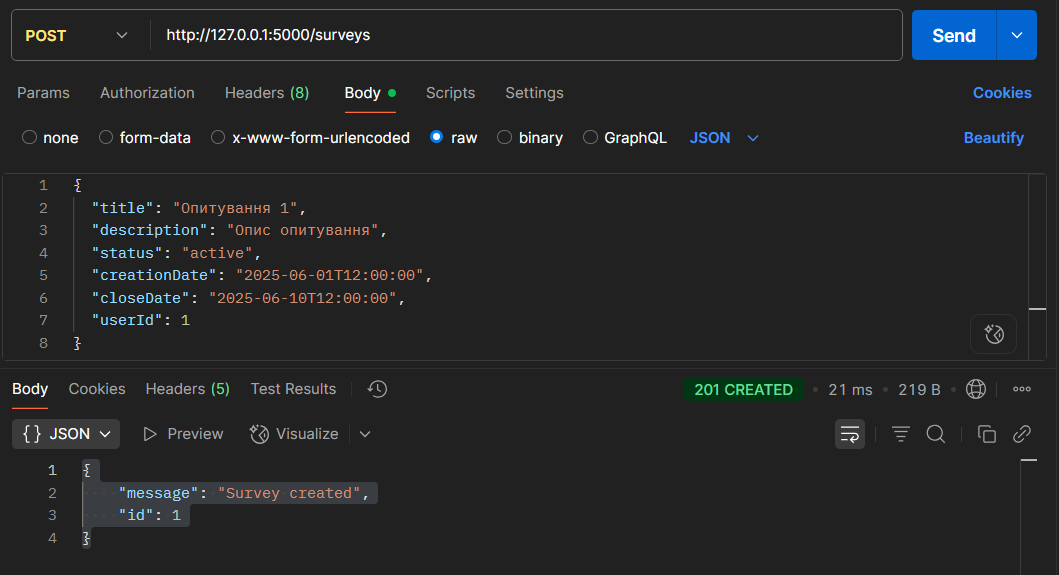 POST http://127.0.0.1:5000/surveys Send
Params Authorization Headers (8) Body Scripts Settings Cookies
none form-data x-www-form-urlencoded raw binary GraphQL JSON Beautify
1 {
2 "title": "Опитування 1",
3 "description": "Опис опитування",
4 "status": "active",
5 "creationDate": "2025-06-01T12:00:00",
6 "closeDate": "2025-06-10T12:00:00",
7 "userId": 1
8 }
Body Cookies Headers (5) Test Results 201 CREATED 21 ms 219 B
{} JSON Preview Visualize
1 {
2 "message": "Survey created",
3 "id": 1
4 }